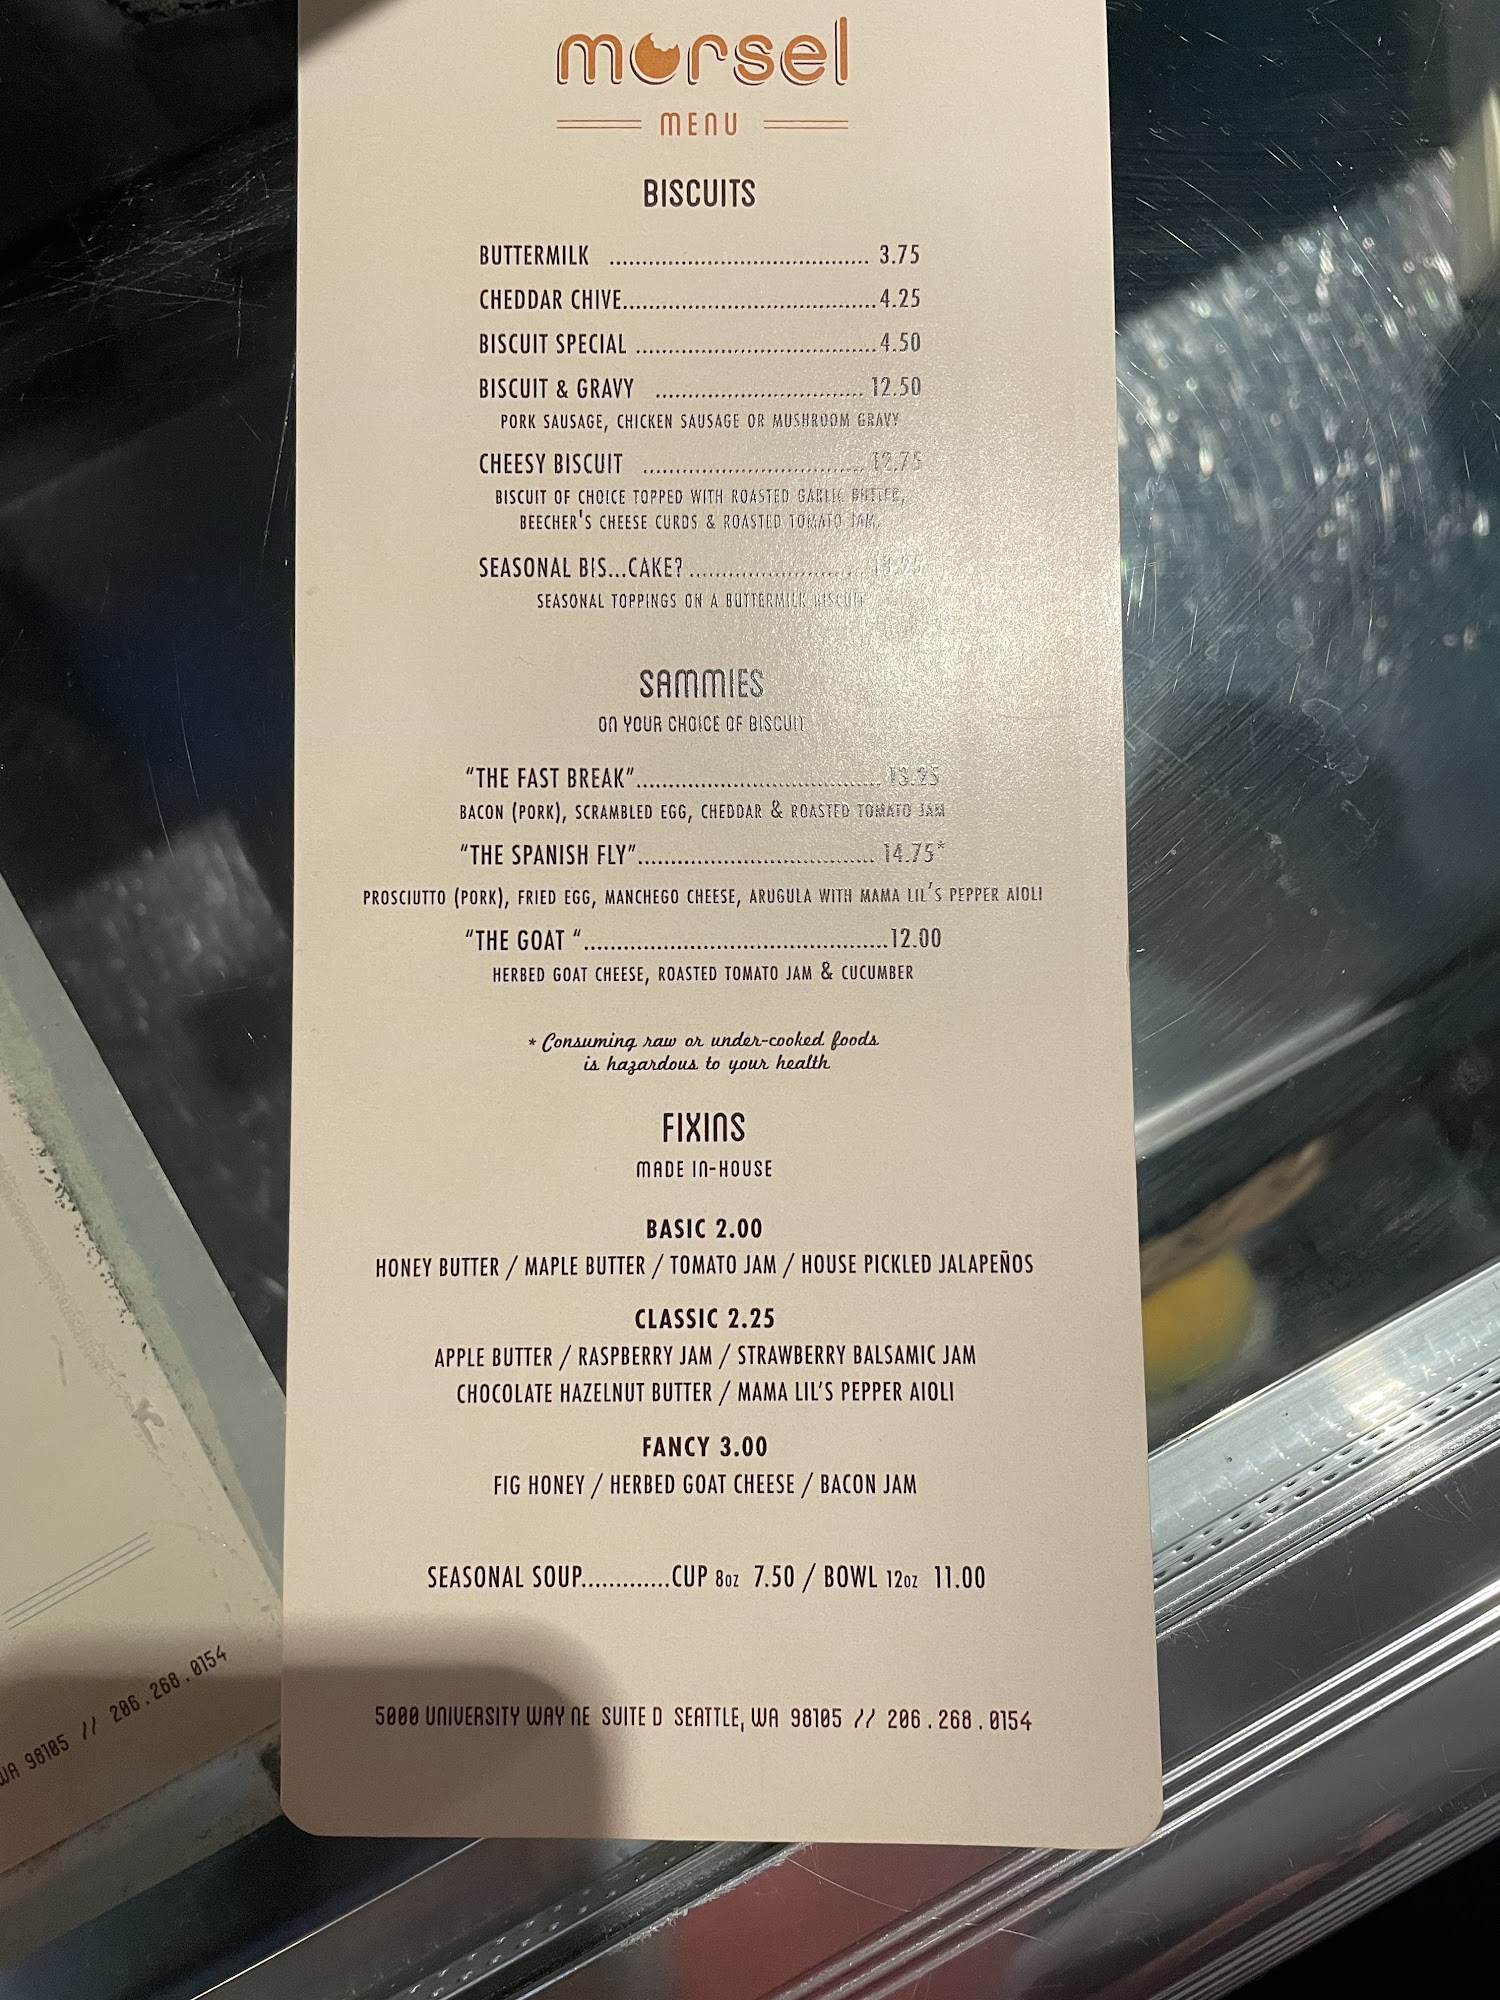 morsel
MENU
BISCUITS
BUTTERMILK ........................................ 3.75
CHEDDAR CHIVE.......................................4.25
BISCUIT SPECIAL .....................................4.50
BISCUIT & GRAVY ................................ 12.50
PORK SAUSAGE, CHICKEN SAUSAGE OR MUSHROOM GRAVY
CHEESY BISCUIT .................................. 12.75
BISCUIT OF CHOICE TOPPED WITH ROASTED GARLIC BUTTER,
BEECHER'S CHEESE CURDS & ROASTED TOMATO JAM
SEASONAL BIS...CAKE? ...........................
SEASONAL TOPPINGS ON A BUTTERMILK BISCUIT
SAMMIES
ON YOUR CHOICE OF BISCUIT
"THE FAST BREAK"..................................... 13.25
BACON (PORK), SCRAMBLED EGG, CHEDDAR & ROASTED TOMATO JAM
"THE SPANISH FLY".................................... 14.75*
PROSCIUTTO (PORK), FRIED EGG, MANCHEGO CHEESE, ARUGULA WITH MAMA LIL'S PEPPER AIOLI
"THE GOAT "..............................................12.00
HERBED GOAT CHEESE, ROASTED TOMATO JAM & CUCUMBER
* Consuming raw or under-cooked foods
is hazardous to your health
FIXINS
MADE IN-HOUSE
BASIC 2.00
HONEY BUTTER / MAPLE BUTTER / TOMATO JAM / HOUSE PICKLED JALAPEÑOS
CLASSIC 2.25
APPLE BUTTER / RASPBERRY JAM / STRAWBERRY BALSAMIC JAM
CHOCOLATE HAZELNUT BUTTER / MAMA LIL'S PEPPER AIOLI
FANCY 3.00
FIG HONEY / HERBED GOAT CHEESE / BACON JAM
SEASONAL SOUP.............CUP 8OZ 7.50 / BOWL 12OZ 11.00
5000 UNIVERSITY WAY NE SUITE D SEATTLE, WA 98105 // 206.268.0154
WA 98105 // 206.268.0154